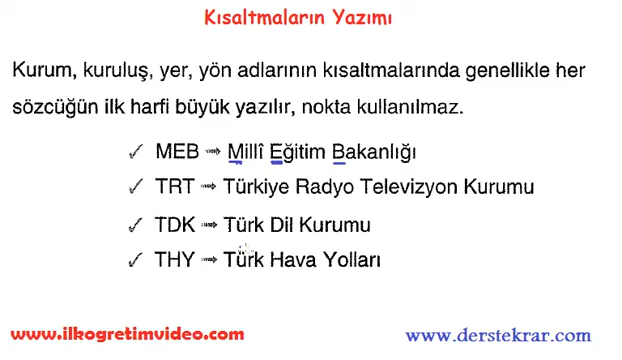 Kısaltmaların Yazımı
Kurum, kuruluş, yer, yön adlarının kısaltmalarında genellikle her
sözcüğün ilk harfi büyük yazılır, nokta kullanılmaz.
✓ MEB → Millî Eğitim Bakanlığı
✓ TRT → Türkiye Radyo Televizyon Kurumu
✓ TDK → Türk Dil Kurumu
✓ THY → Türk Hava Yolları
www.ilkogretimvideo.com
www.derstekrar.com